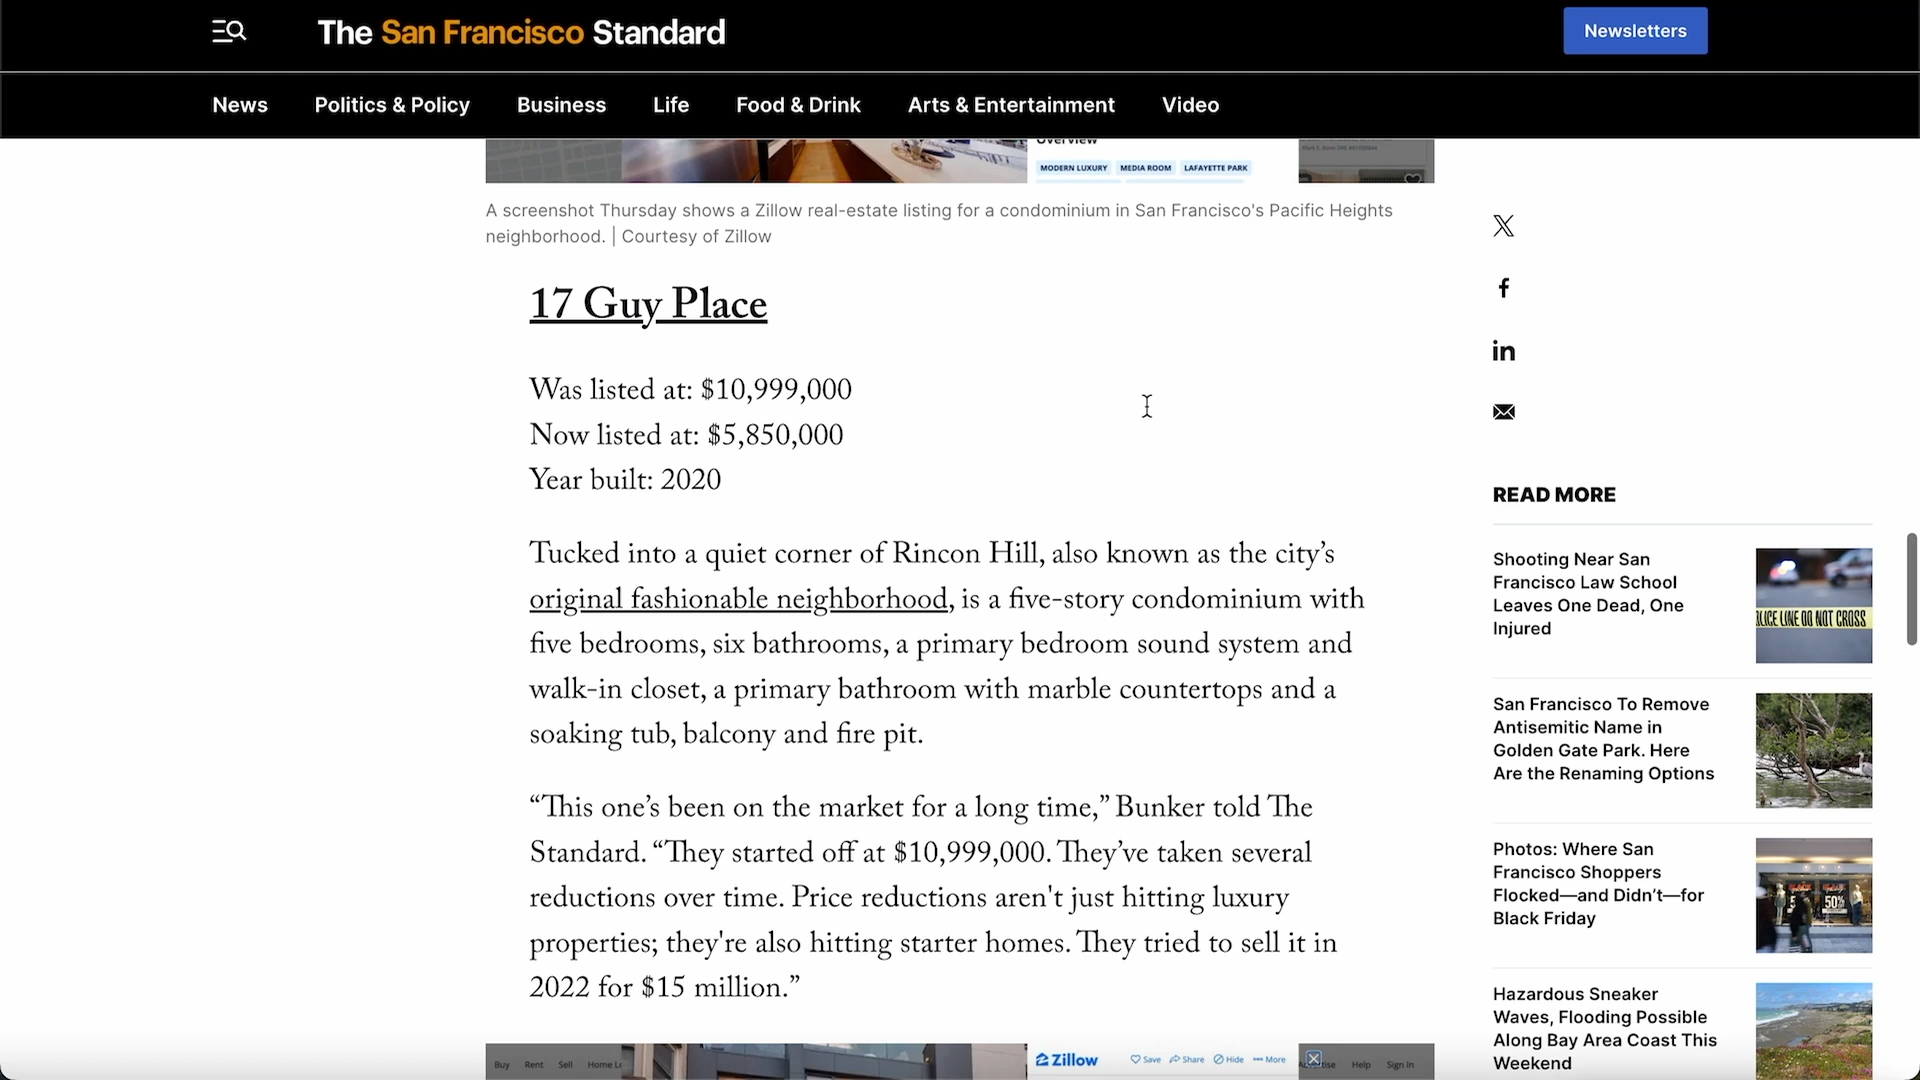 The San Francisco Standard
Newsletters
News Politics & Policy Business Life Food & Drink Arts & Entertainment Video
Overview
MODERN LUXURY MEDIA ROOM LAFAYETTE PARK
A screenshot Thursday shows a Zillow real-estate listing for a condominium in San Francisco's Pacific Heights
neighborhood. | Courtesy of Zillow
17 Guy Place
Was listed at: $10,999,000
Now listed at: $5,850,000
Year built: 2020
Tucked into a quiet corner of Rincon Hill, also known as the city’s
original fashionable neighborhood, is a five-story condominium with
five bedrooms, six bathrooms, a primary bedroom sound system and
walk-in closet, a primary bathroom with marble countertops and a
soaking tub, balcony and fire pit.
“This one’s been on the market for a long time,” Bunker told The
Standard. “They started off at $10,999,000. They’ve taken several
reductions over time. Price reductions aren't just hitting luxury
properties; they're also hitting starter homes. They tried to sell it in
2022 for $15 million.”
Buy Rent Sell Home
Zillow Save Share Hide More
Help Sign In
READ MORE
Shooting Near San
Francisco Law School
Leaves One Dead, One
Injured
POLICE LINE DO NOT CROSS
San Francisco To Remove
Antisemitic Name in
Golden Gate Park. Here
Are the Renaming Options
Photos: Where San
Francisco Shoppers
Flocked—and Didn’t—for
Black Friday
50%
Hazardous Sneaker
Waves, Flooding Possible
Along Bay Area Coast This
Weekend